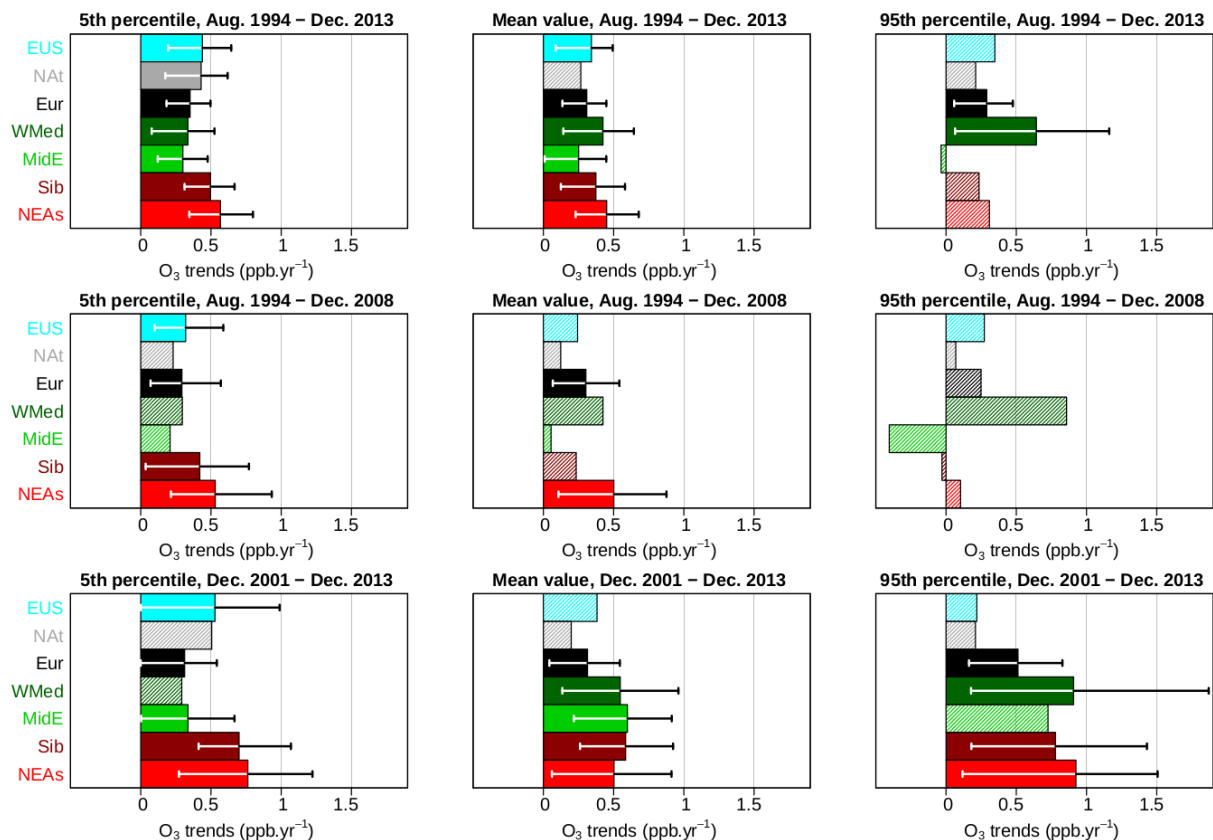 5th percentile, Aug. 1994 − Dec. 2013
Mean value, Aug. 1994 − Dec. 2013
95th percentile, Aug. 1994 − Dec. 2013
EUS
NAt
Eur
WMed
MidE
Sib
NEAs
0 0.5 1 1.5
0 0.5 1 1.5
0 0.5 1 1.5
O₃ trends (ppb.yr⁻¹)
O₃ trends (ppb.yr⁻¹)
O₃ trends (ppb.yr⁻¹)
5th percentile, Aug. 1994 − Dec. 2008
Mean value, Aug. 1994 − Dec. 2008
95th percentile, Aug. 1994 − Dec. 2008
EUS
NAt
Eur
WMed
MidE
Sib
NEAs
0 0.5 1 1.5
0 0.5 1 1.5
0 0.5 1 1.5
O₃ trends (ppb.yr⁻¹)
O₃ trends (ppb.yr⁻¹)
O₃ trends (ppb.yr⁻¹)
5th percentile, Dec. 2001 − Dec. 2013
Mean value, Dec. 2001 − Dec. 2013
95th percentile, Dec. 2001 − Dec. 2013
EUS
NAt
Eur
WMed
MidE
Sib
NEAs
0 0.5 1 1.5
0 0.5 1 1.5
0 0.5 1 1.5
O₃ trends (ppb.yr⁻¹)
O₃ trends (ppb.yr⁻¹)
O₃ trends (ppb.yr⁻¹)